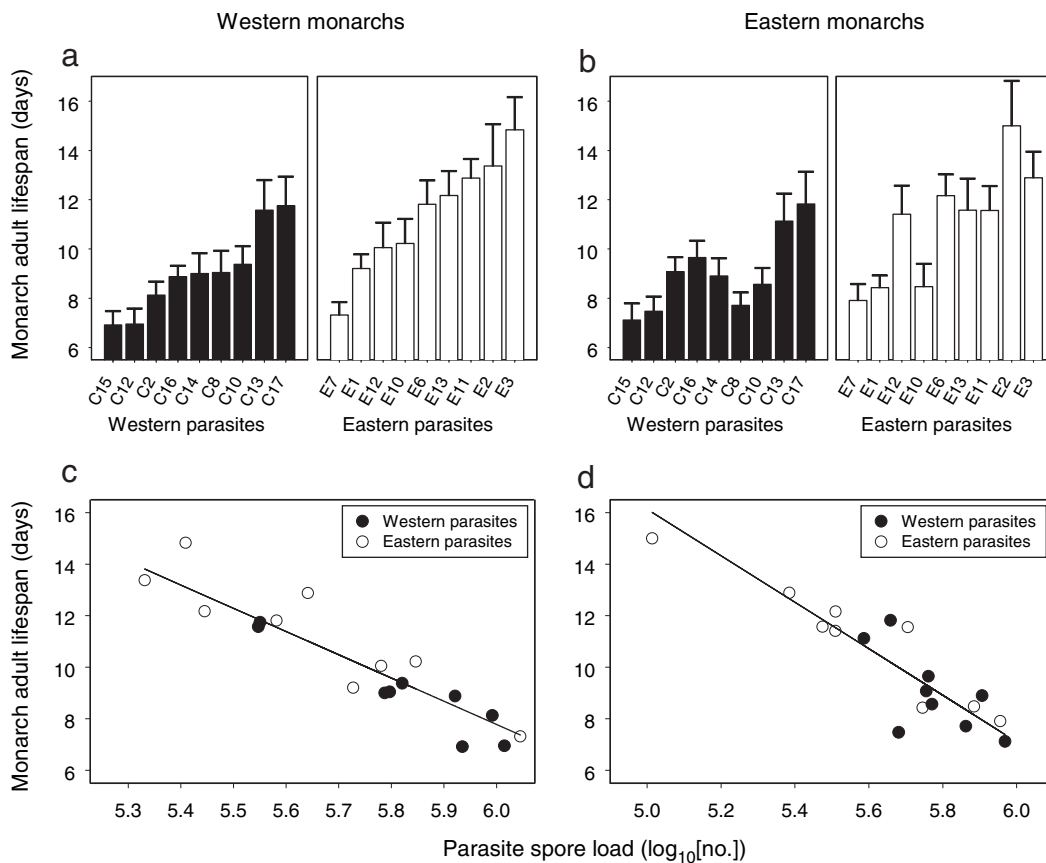 Western monarchs
Eastern monarchs
a
b
Monarch adult lifespan (days)
16
14
12
10
8
6
C15
C12
C2
C16
C14
C8
C10
C13
C17
Western parasites
E7
E1
E12
E10
E6
E13
E11
E2
E3
Eastern parasites
16
14
12
10
8
6
C15
C12
C2
C16
C14
C8
C10
C13
C17
Western parasites
E7
E1
E12
E10
E6
E13
E11
E2
E3
Eastern parasites
c
d
Monarch adult lifespan (days)
16
14
12
10
8
6
Western parasites
Eastern parasites
5.3 5.4 5.5 5.6 5.7 5.8 5.9 6.0
16
14
12
10
8
6
Western parasites
Eastern parasites
5.0 5.2 5.4 5.6 5.8 6.0
Parasite spore load (log10[no.])